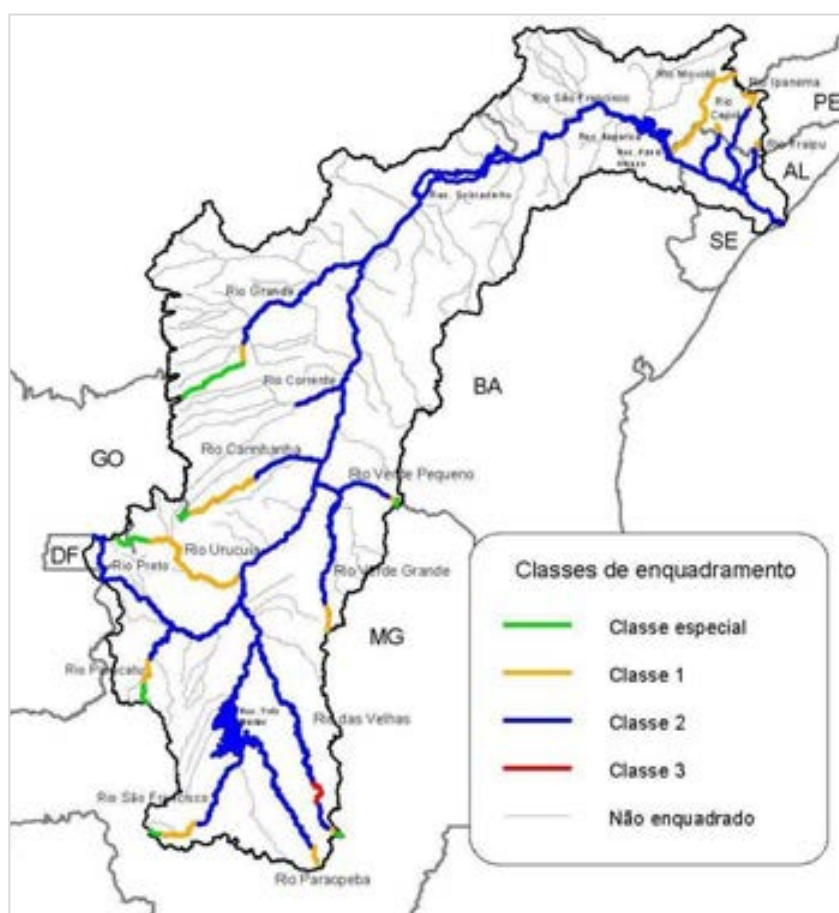 Rio Moxotó
Rio Ipanema
PE
Rio São Francisco
Rio
Capiá
Rio Traipu
AL
Res. Sobradinho
SE
Rio Grande
Rio Corrente
BA
GO
Rio Carinhanha
Rio Verde Pequeno
DF
Rio Urucuia
Rio Preto
Rio Verde Grande
MG
Rio Paracatu
Rio das Velhas
Rio São Francisco
Rio Paraopeba
Classes de enquadramento
Classe especial
Classe 1
Classe 2
Classe 3
Não enquadrado